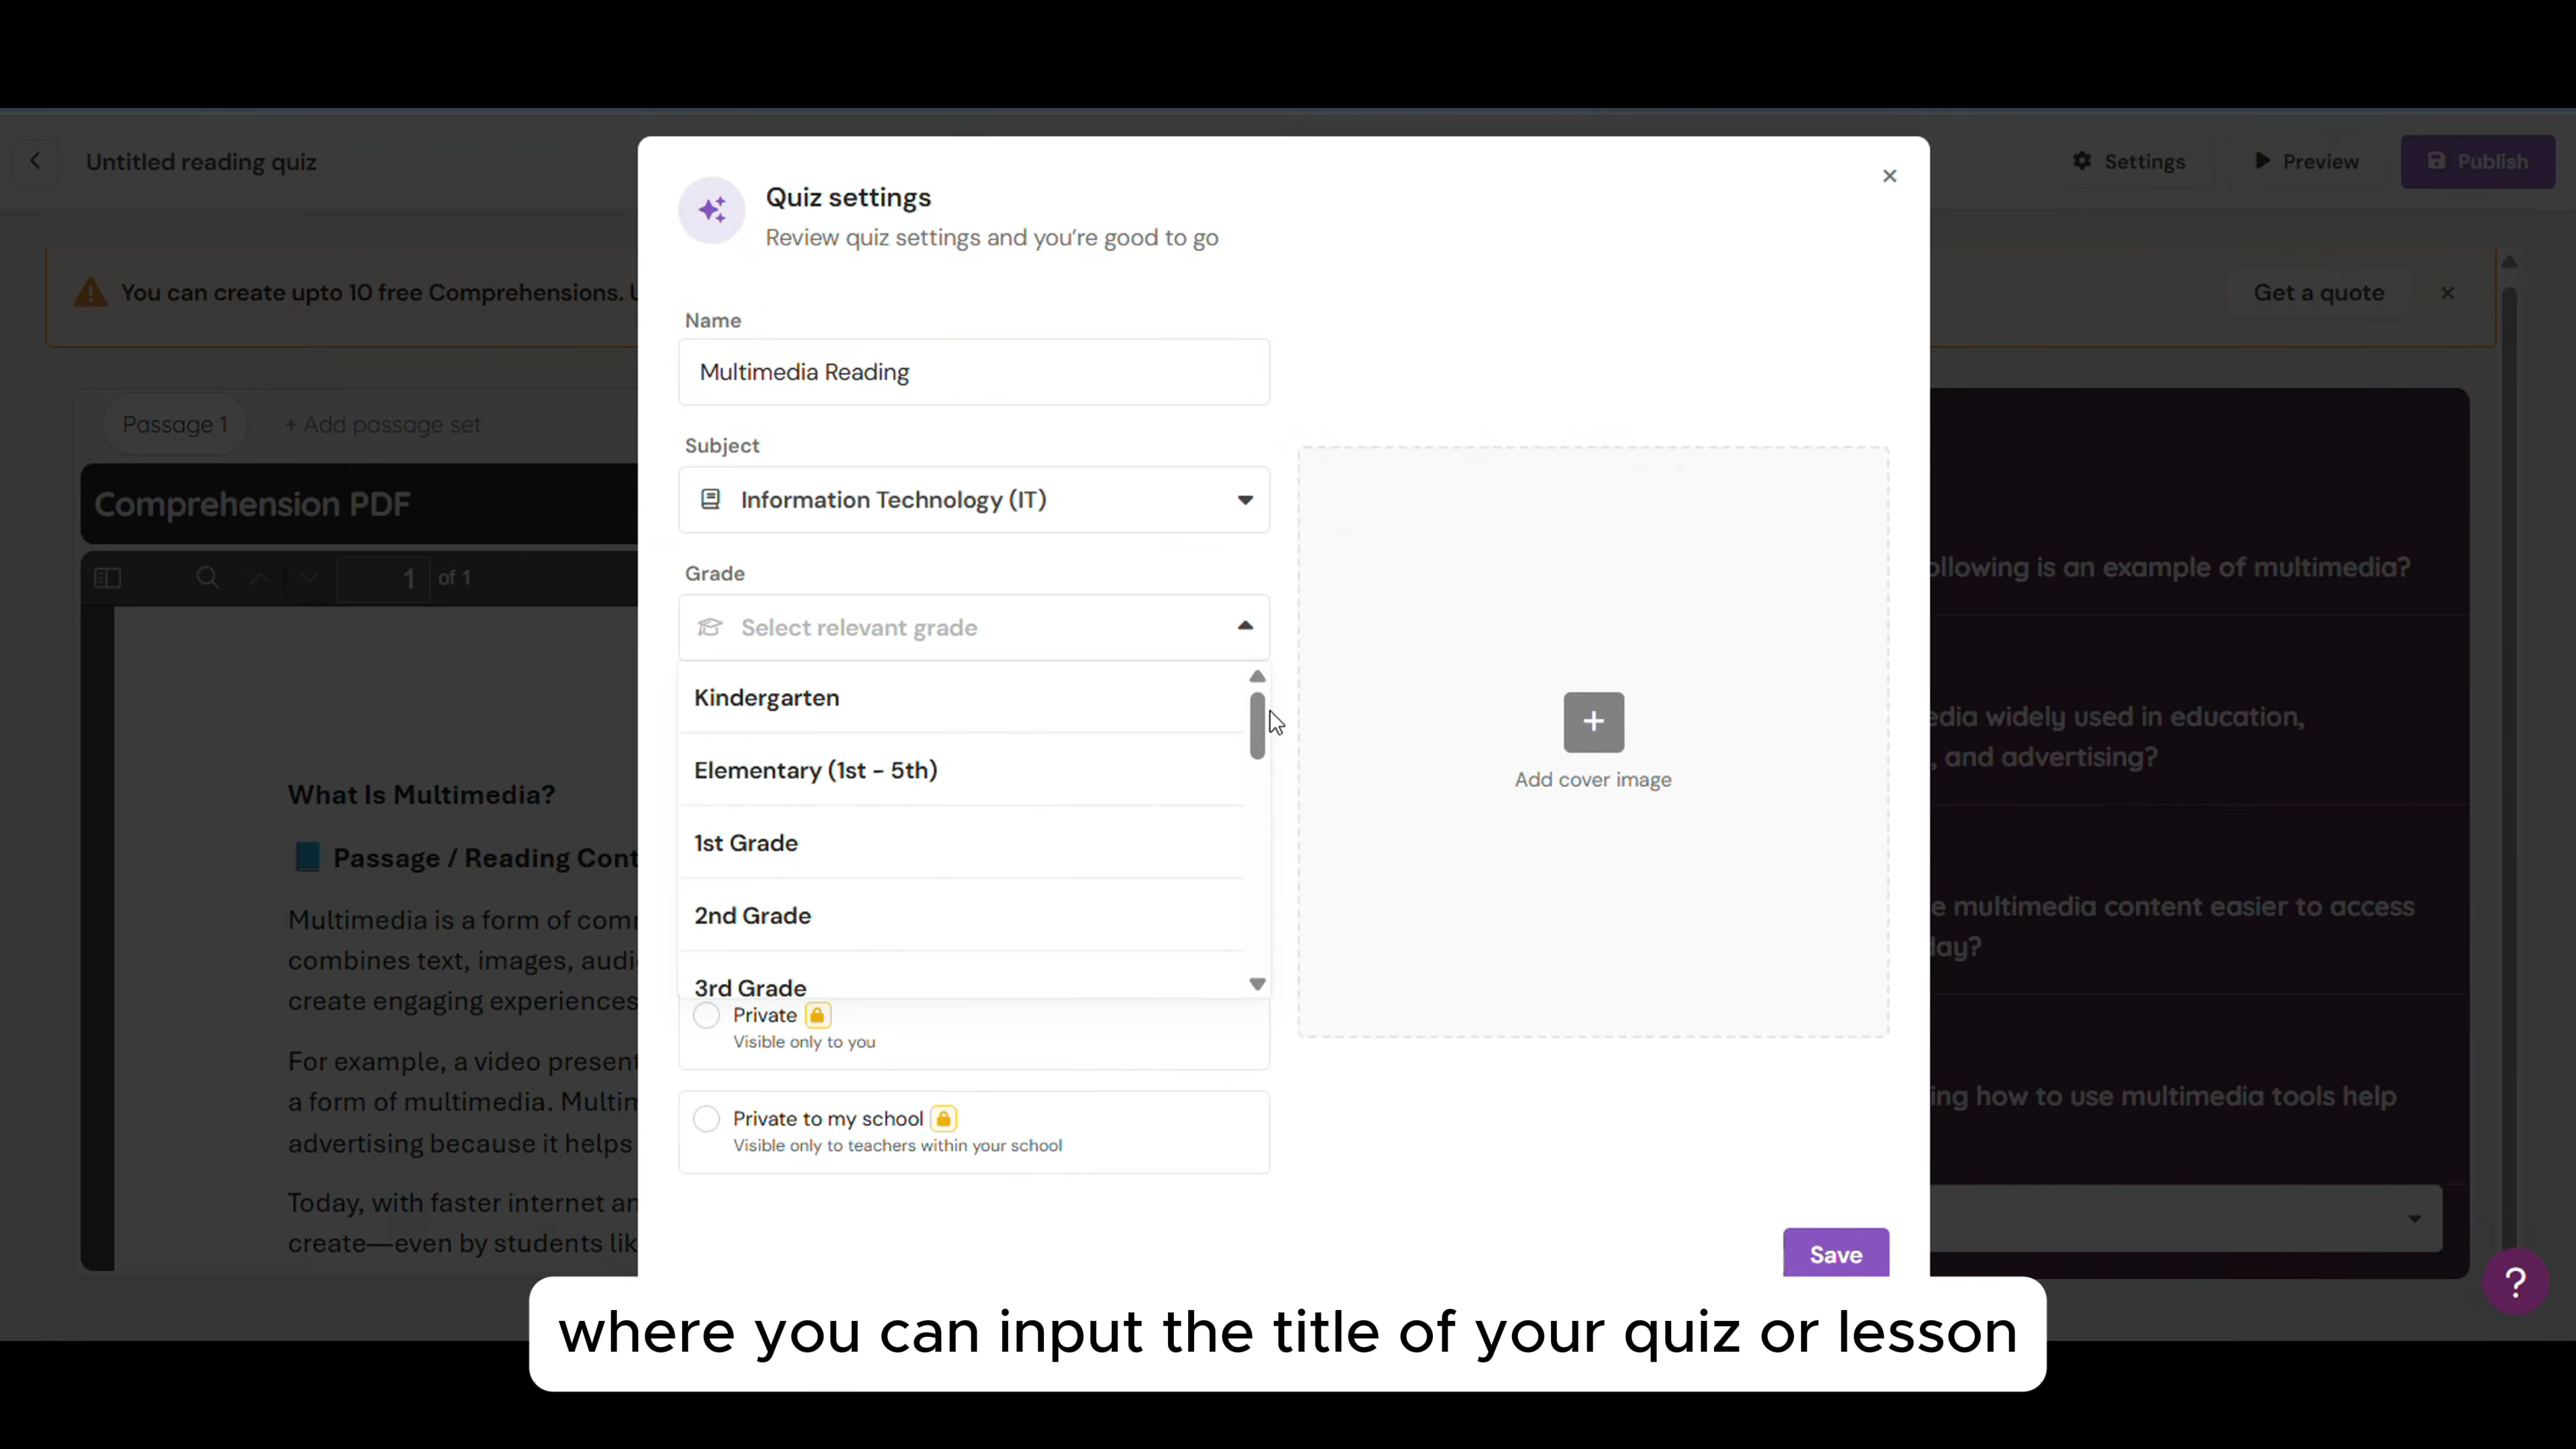 Untitled reading quiz
Settings
Preview
Publish
You can create upto 10 free Comprehensions.
Get a quote
Passage 1
+ Add passage set
Comprehension PDF
1 of 1
What Is Multimedia?
Passage / Reading Cont
Multimedia is a form of com
combines text, images, audi
create engaging experiences
For example, a video present
a form of multimedia. Multim
advertising because it helps
Today, with faster internet an
create—even by students lik
Quiz settings
Review quiz settings and you're good to go
Name
Multimedia Reading
Subject
Information Technology (IT)
Grade
Select relevant grade
Kindergarten
Elementary (1st - 5th)
1st Grade
2nd Grade
3rd Grade
Private
Visible only to you
Private to my school
Visible only to teachers within your school
+
Add cover image
Save
ollowing is an example of multimedia?
edia widely used in education,
, and advertising?
e multimedia content easier to access
day?
ing how to use multimedia tools help
?
where you can input the title of your quiz or lesson